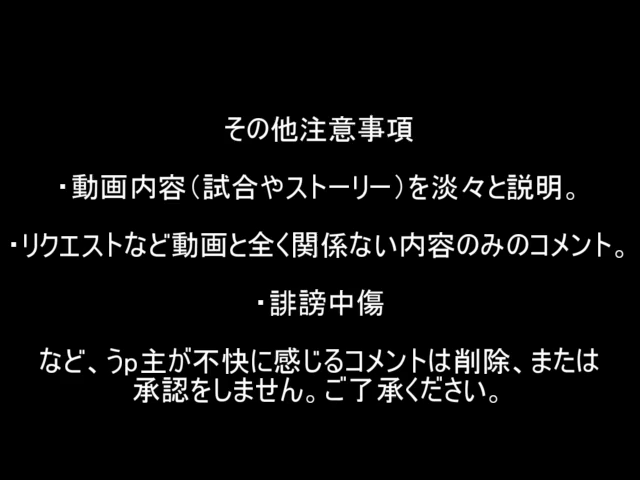 その他注意事項
・動画内容(試合やストーリー)を淡々と説明。
・リクエストなど動画と全く関係ない内容のみのコメント。
・誹謗中傷
など、うp主が不快に感じるコメントは削除、または
承認をしません。ご了承ください。